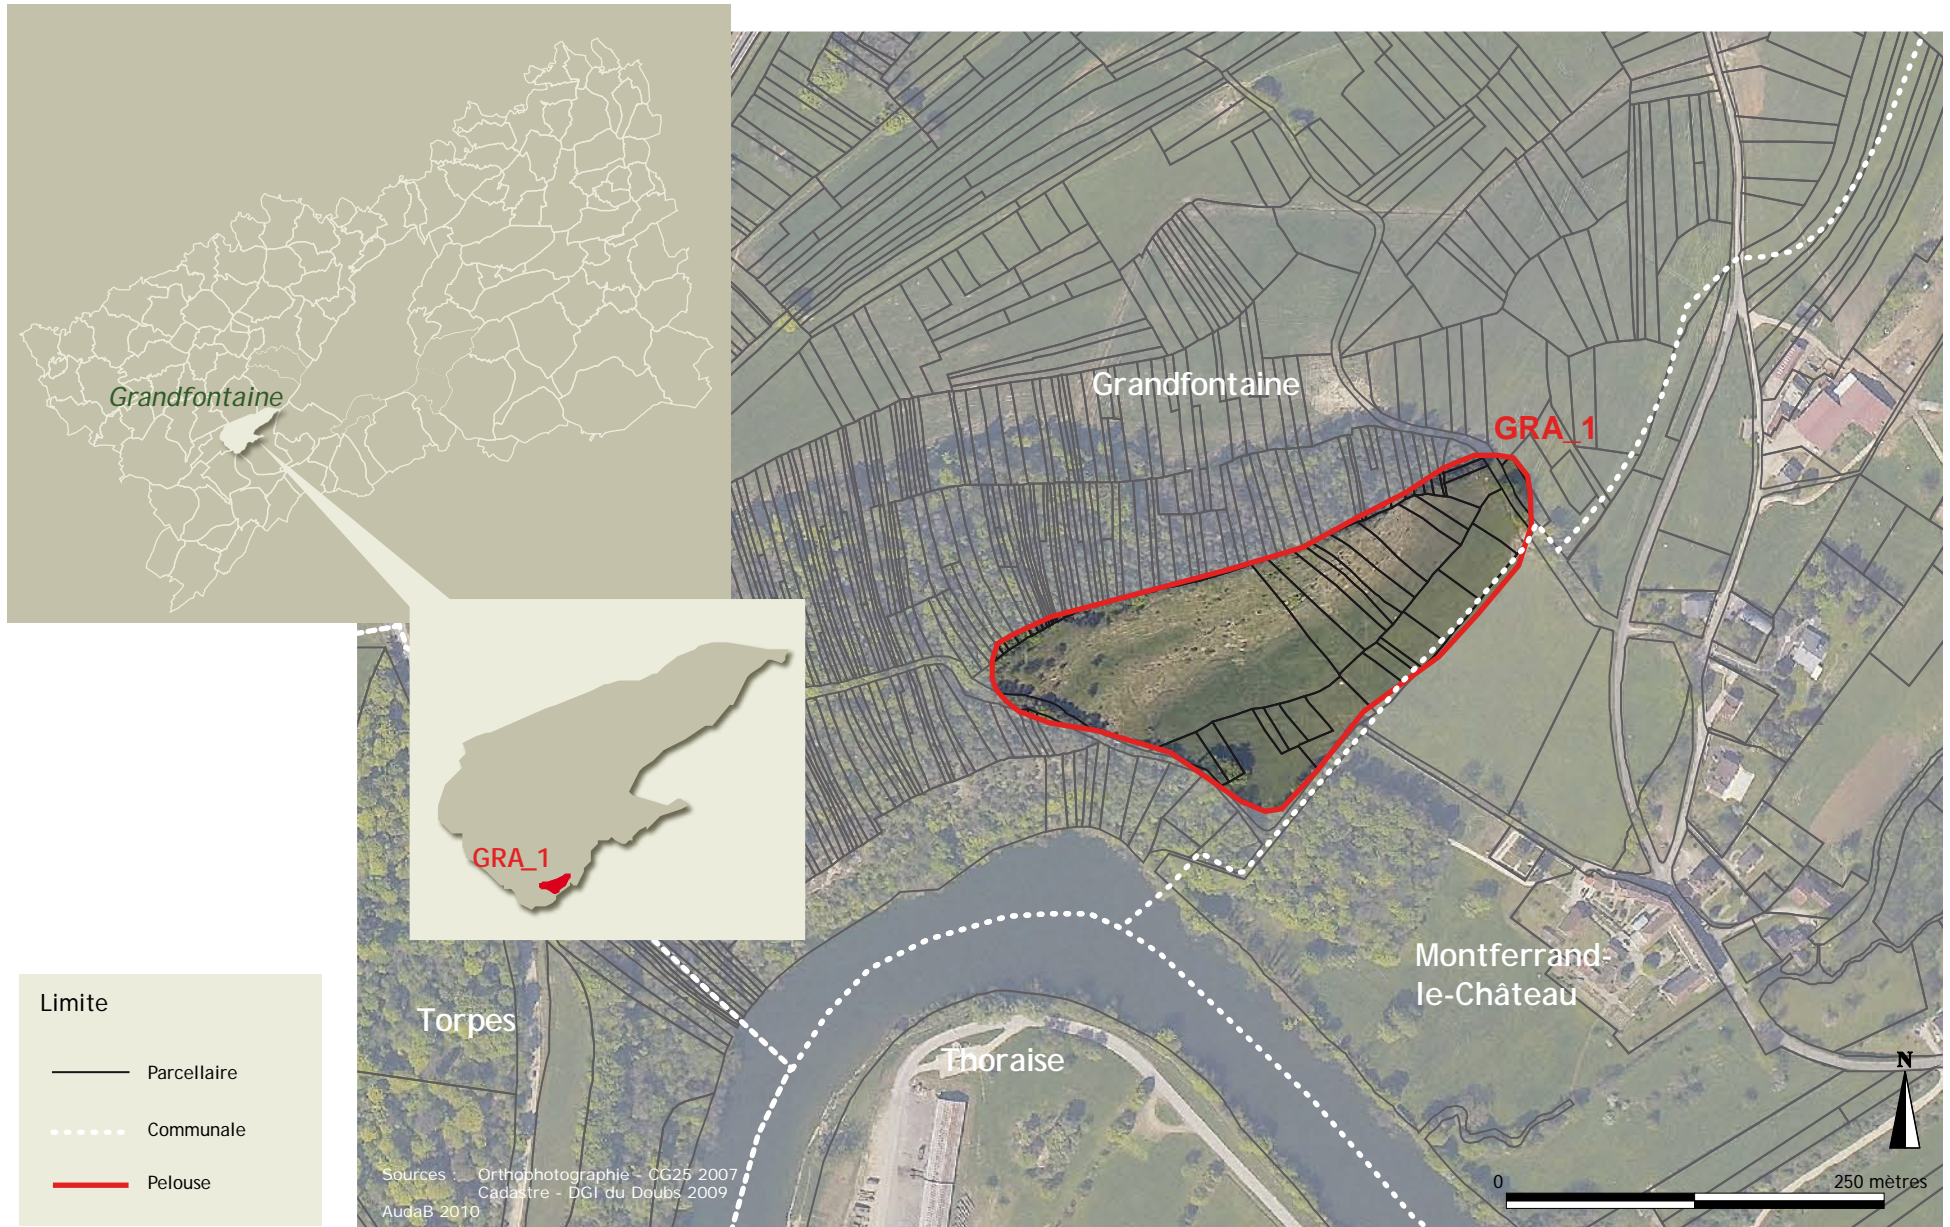 Grandfontaine
Grandfontaine
GRA_1
GRA_1
Montferrand-
le-Château
Torpes
Thoraise
Limite
Parcellaire
Communale
Pelouse
Sources : Orthophotographie - CG25 2007
Cadastre - DGI du Doubs 2009
AudaB 2010
N
0 250 mètres